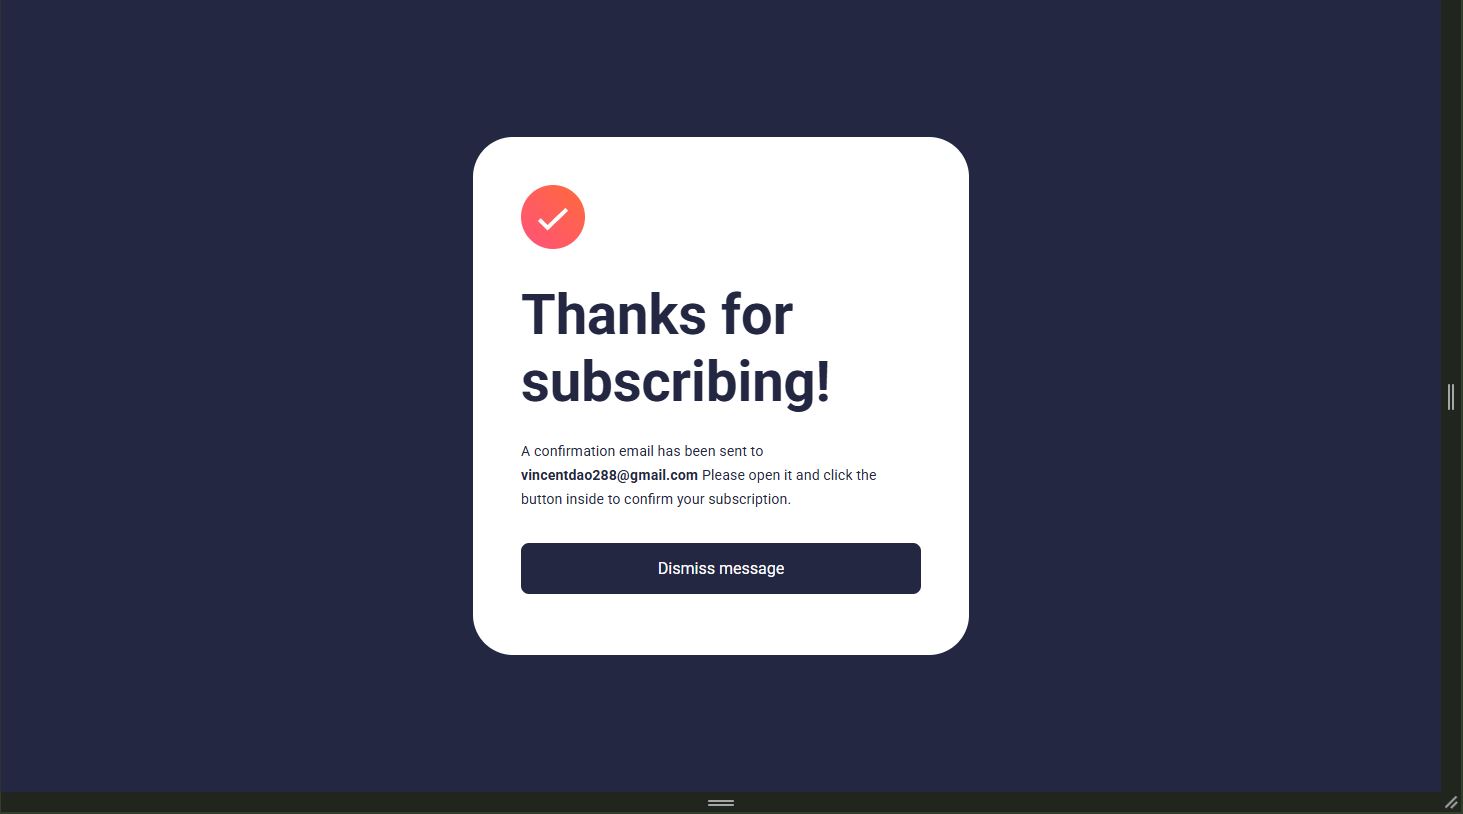 Thanks for
subscribing!
A confirmation email has been sent to
vincentdao288@gmail.com Please open it and click the
button inside to confirm your subscription.
Dismiss message